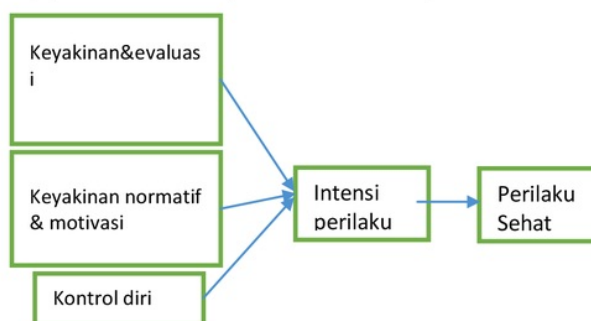 Keyakinan&evaluas
i
Keyakinan normatif
& motivasi
Kontrol diri
Intensi
perilaku
Perilaku
Sehat